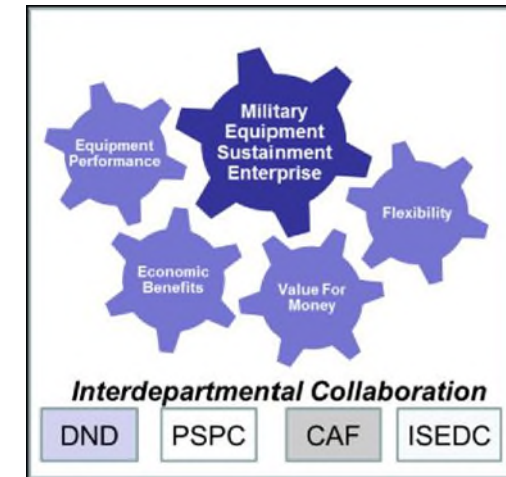 Military
Equipment
Sustainment
Enterprise
Equipment
Performance
Flexibility
Economic
Benefits
Value For
Money
Interdepartmental Collaboration
DND
PSPC
CAF
ISEDC